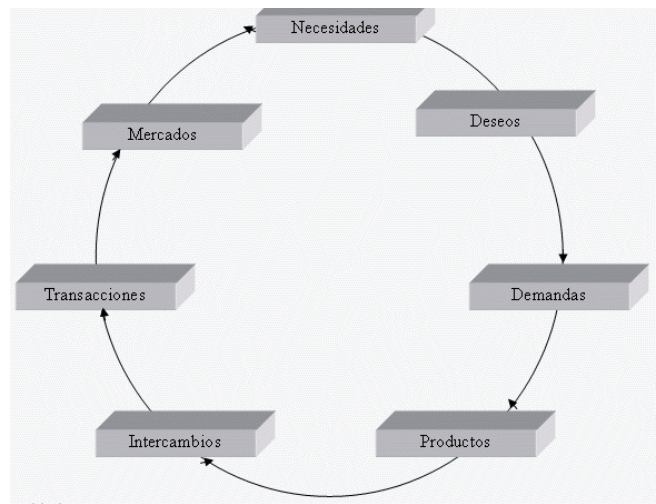 Necesidades
Deseos
Demandas
Productos
Intercambios
Transacciones
Mercados